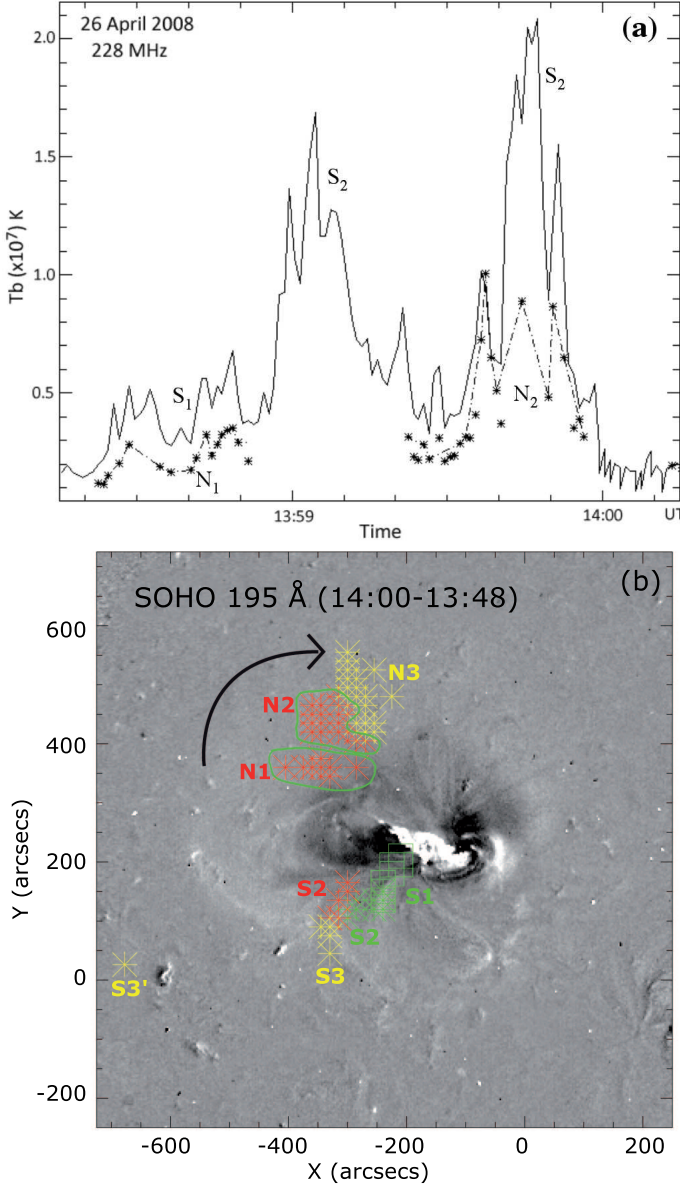 26 April 2008
(a)
228 MHz
2.0
S2
S2
1.5
Tb (x10⁷) K
1.0
0.5
S1
N2
N1
13:59
14:00
UT
Time
SOHO 195 Å (14:00-13:48)
(b)
600
N3
N2
400
N1
Y (arcsecs)
200
S2
S1
S2
S3
S3'
0
-200
-600
-400
-200
0
200
X (arcsecs)